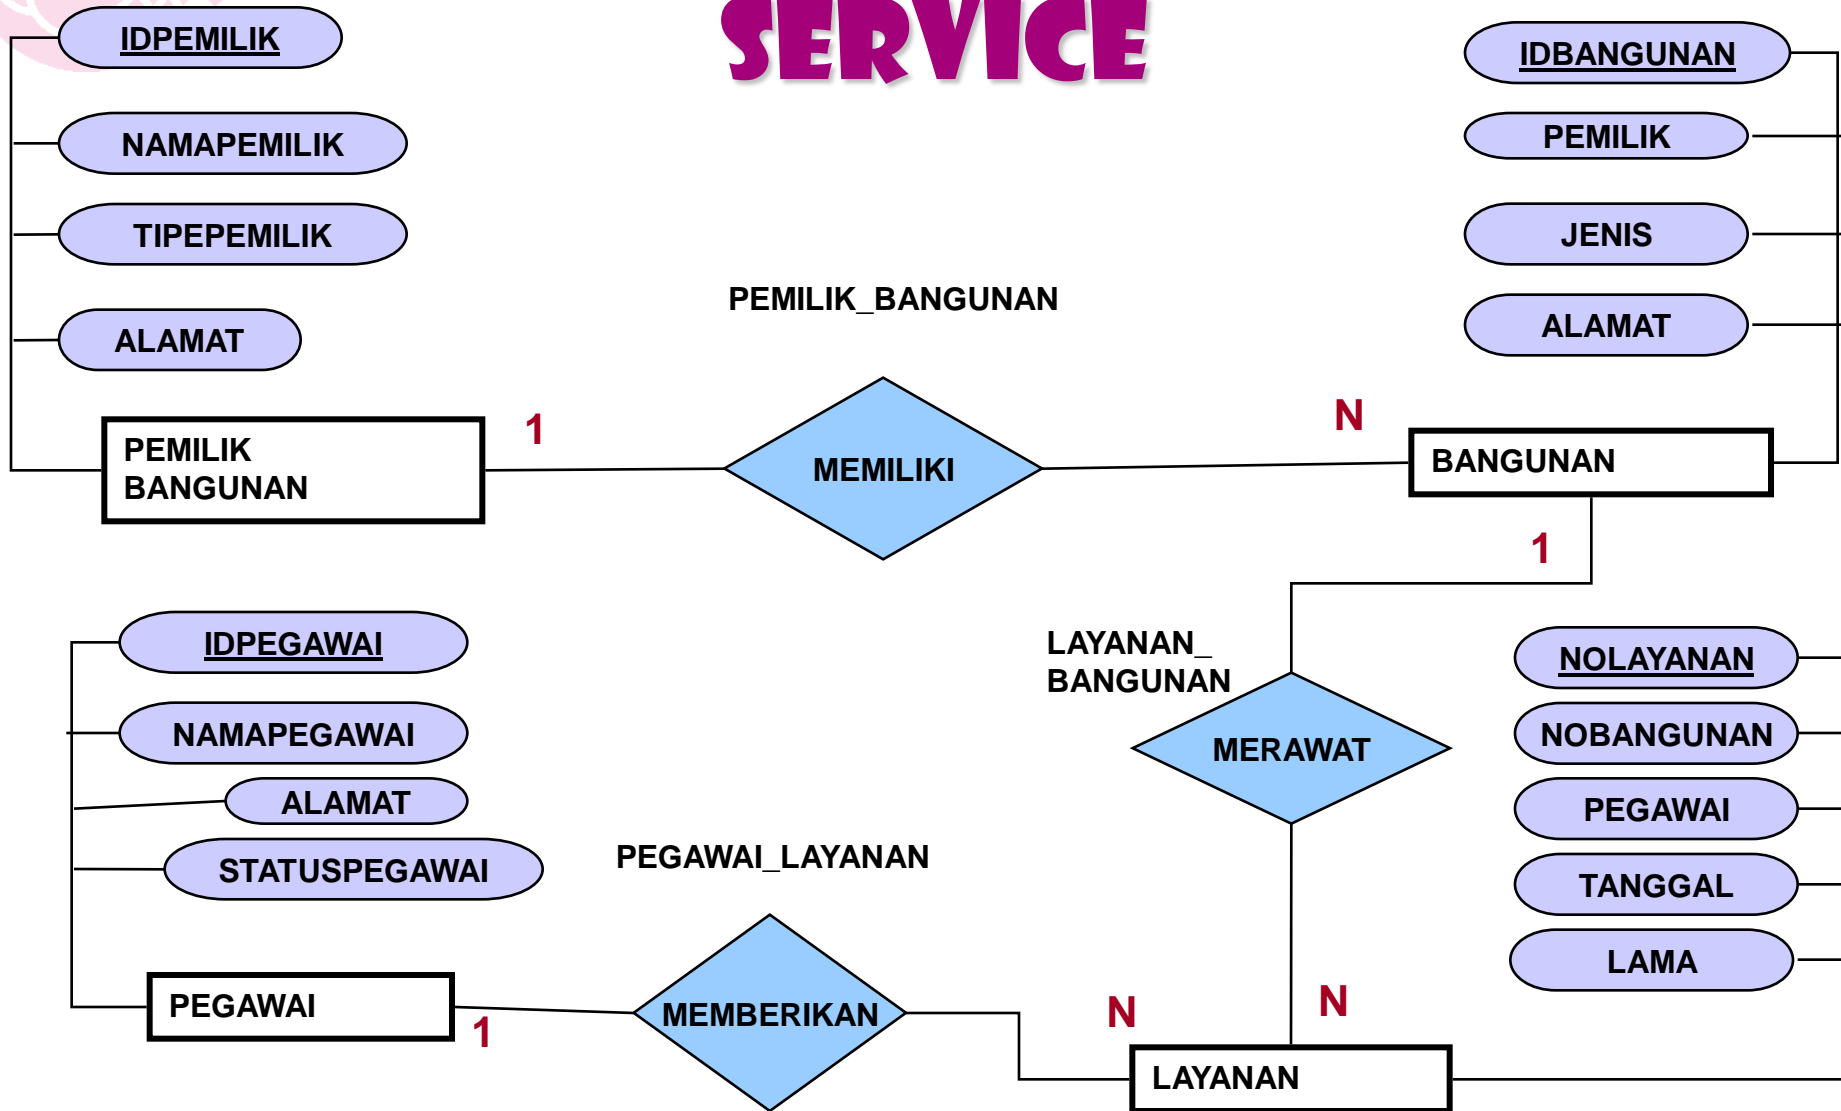 SERVICE
IDPEMILIK
NAMAPEMILIK
TIPEPEMILIK
ALAMAT
IDBANGUNAN
PEMILIK
JENIS
ALAMAT
PEMILIK_BANGUNAN
PEMILIK
BANGUNAN
1
MEMILIKI
N
BANGUNAN
1
IDPEGAWAI
NAMAPEGAWAI
ALAMAT
STATUSPEGAWAI
LAYANAN_
BANGUNAN
MERAWAT
NOLAYANAN
NOBANGUNAN
PEGAWAI
TANGGAL
LAMA
PEGAWAI_LAYANAN
PEGAWAI
1
MEMBERIKAN
N
N
LAYANAN